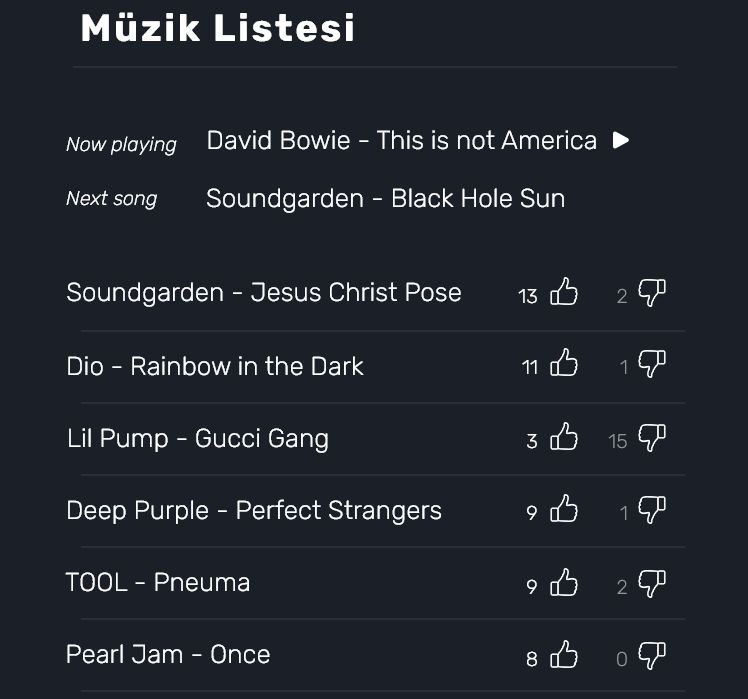 Müzik Listesi
Now playing David Bowie - This is not America
Next song Soundgarden - Black Hole Sun
Soundgarden - Jesus Christ Pose 13 2
Dio - Rainbow in the Dark 11 1
Lil Pump - Gucci Gang 3 15
Deep Purple - Perfect Strangers 9 1
TOOL - Pneuma 9 2
Pearl Jam - Once 8 0